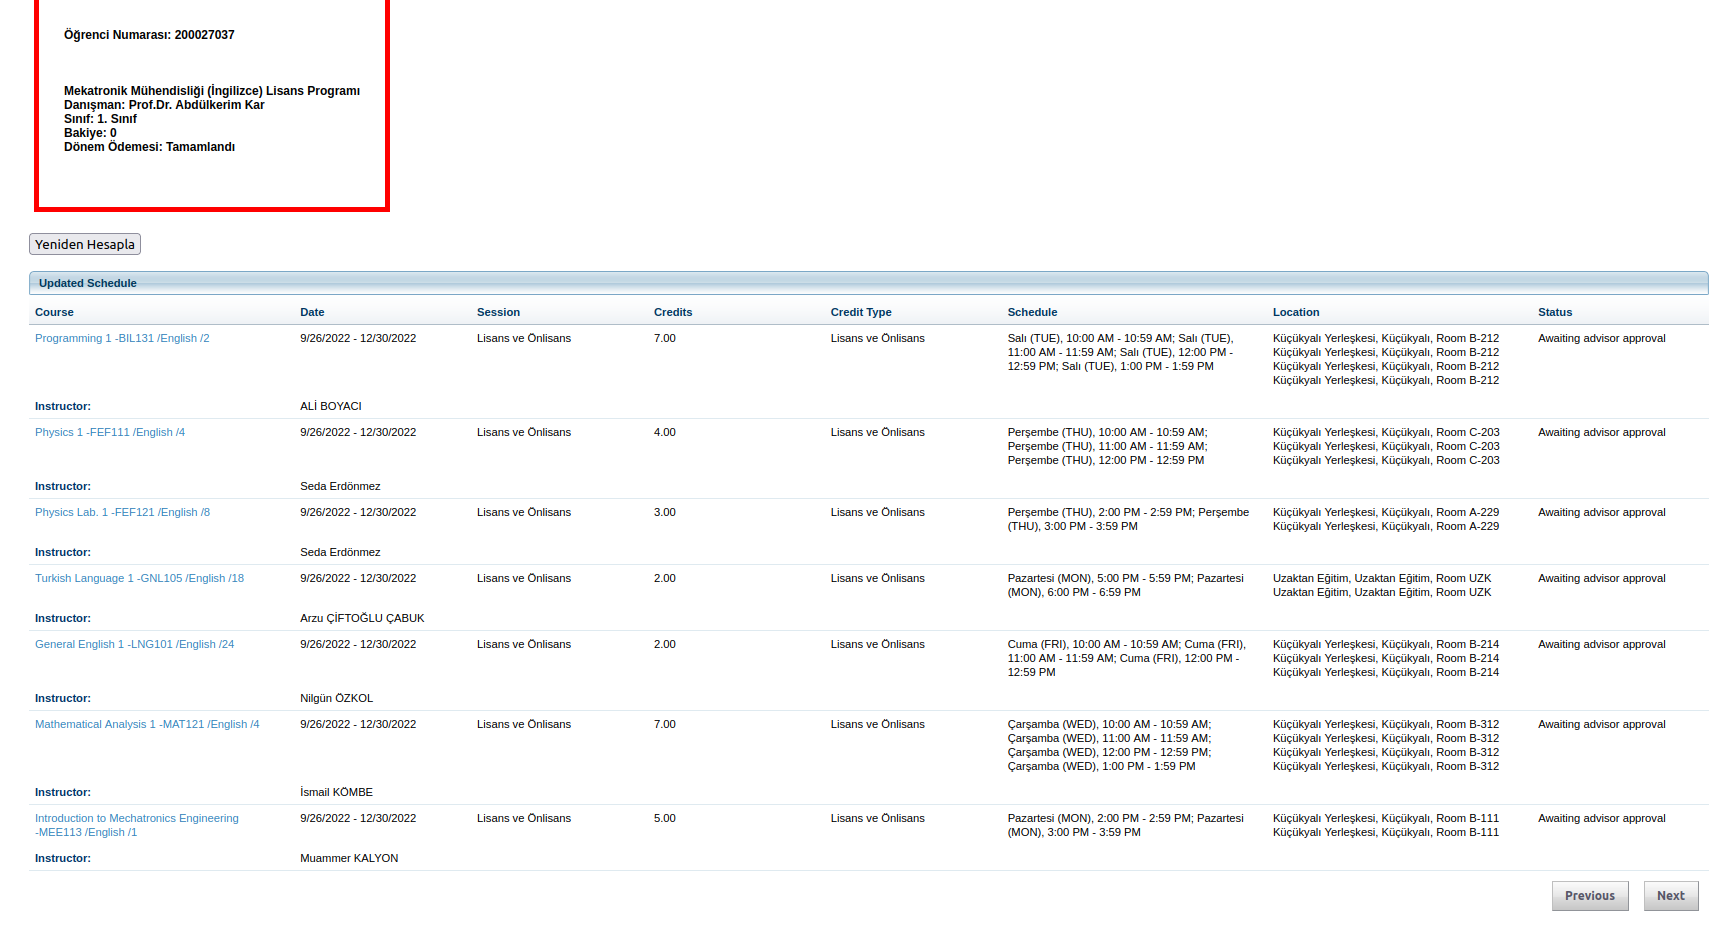 Öğrenci Numarası: 200027037
Mekatronik Mühendisliği (İngilizce) Lisans Programı
Danışman: Prof.Dr. Abdülkerim Kar
Sınıf: 1. Sınıf
Bakiye: 0
Dönem Ödemesi: Tamamlandı
Yeniden Hesapla
Updated Schedule
Course Date Session Credits Credit Type Schedule Location Status
Programming 1 -BIL131 /English /2 9/26/2022 - 12/30/2022 Lisans ve Önlisans 7.00 Lisans ve Önlisans Salı (TUE), 10:00 AM - 10:59 AM; Salı (TUE), Küçükyalı Yerleşkesi, Küçükyalı, Room B-212 Awaiting advisor approval
11:00 AM - 11:59 AM; Salı (TUE), 12:00 PM - Küçükyalı Yerleşkesi, Küçükyalı, Room B-212
12:59 PM; Salı (TUE), 1:00 PM - 1:59 PM Küçükyalı Yerleşkesi, Küçükyalı, Room B-212
Küçükyalı Yerleşkesi, Küçükyalı, Room B-212
Instructor: ALİ BOYACI
Physics 1 -FEF111 /English /4 9/26/2022 - 12/30/2022 Lisans ve Önlisans 4.00 Lisans ve Önlisans Perşembe (THU), 10:00 AM - 10:59 AM; Küçükyalı Yerleşkesi, Küçükyalı, Room C-203 Awaiting advisor approval
Perşembe (THU), 11:00 AM - 11:59 AM; Küçükyalı Yerleşkesi, Küçükyalı, Room C-203
Perşembe (THU), 12:00 PM - 12:59 PM Küçükyalı Yerleşkesi, Küçükyalı, Room C-203
Instructor: Seda Erdönmez
Physics Lab. 1 -FEF121 /English /8 9/26/2022 - 12/30/2022 Lisans ve Önlisans 3.00 Lisans ve Önlisans Perşembe (THU), 2:00 PM - 2:59 PM; Perşembe Küçükyalı Yerleşkesi, Küçükyalı, Room A-229 Awaiting advisor approval
(THU), 3:00 PM - 3:59 PM Küçükyalı Yerleşkesi, Küçükyalı, Room A-229
Instructor: Seda Erdönmez
Turkish Language 1 -GNL105 /English /18 9/26/2022 - 12/30/2022 Lisans ve Önlisans 2.00 Lisans ve Önlisans Pazartesi (MON), 5:00 PM - 5:59 PM; Pazartesi Uzaktan Eğitim, Uzaktan Eğitim, Room UZK Awaiting advisor approval
(MON), 6:00 PM - 6:59 PM Uzaktan Eğitim, Uzaktan Eğitim, Room UZK
Instructor: Arzu ÇİFTOĞLU ÇABUK
General English 1 -LNG101 /English /24 9/26/2022 - 12/30/2022 Lisans ve Önlisans 2.00 Lisans ve Önlisans Cuma (FRI), 10:00 AM - 10:59 AM; Cuma (FRI), Küçükyalı Yerleşkesi, Küçükyalı, Room B-214 Awaiting advisor approval
11:00 AM - 11:59 AM; Cuma (FRI), 12:00 PM - Küçükyalı Yerleşkesi, Küçükyalı, Room B-214
12:59 PM Küçükyalı Yerleşkesi, Küçükyalı, Room B-214
Instructor: Nilgün ÖZKOL
Mathematical Analysis 1 -MAT121 /English /4 9/26/2022 - 12/30/2022 Lisans ve Önlisans 7.00 Lisans ve Önlisans Çarşamba (WED), 10:00 AM - 10:59 AM; Küçükyalı Yerleşkesi, Küçükyalı, Room B-312 Awaiting advisor approval
Çarşamba (WED), 11:00 AM - 11:59 AM; Küçükyalı Yerleşkesi, Küçükyalı, Room B-312
Çarşamba (WED), 12:00 PM - 12:59 PM; Küçükyalı Yerleşkesi, Küçükyalı, Room B-312
Çarşamba (WED), 1:00 PM - 1:59 PM Küçükyalı Yerleşkesi, Küçükyalı, Room B-312
Instructor: İsmail KÖMBE
Introduction to Mechatronics Engineering 9/26/2022 - 12/30/2022 Lisans ve Önlisans 5.00 Lisans ve Önlisans Pazartesi (MON), 2:00 PM - 2:59 PM; Pazartesi Küçükyalı Yerleşkesi, Küçükyalı, Room B-111 Awaiting advisor approval
-MEE113 /English /1 (MON), 3:00 PM - 3:59 PM Küçükyalı Yerleşkesi, Küçükyalı, Room B-111
Instructor: Muammer KALYON
Previous Next